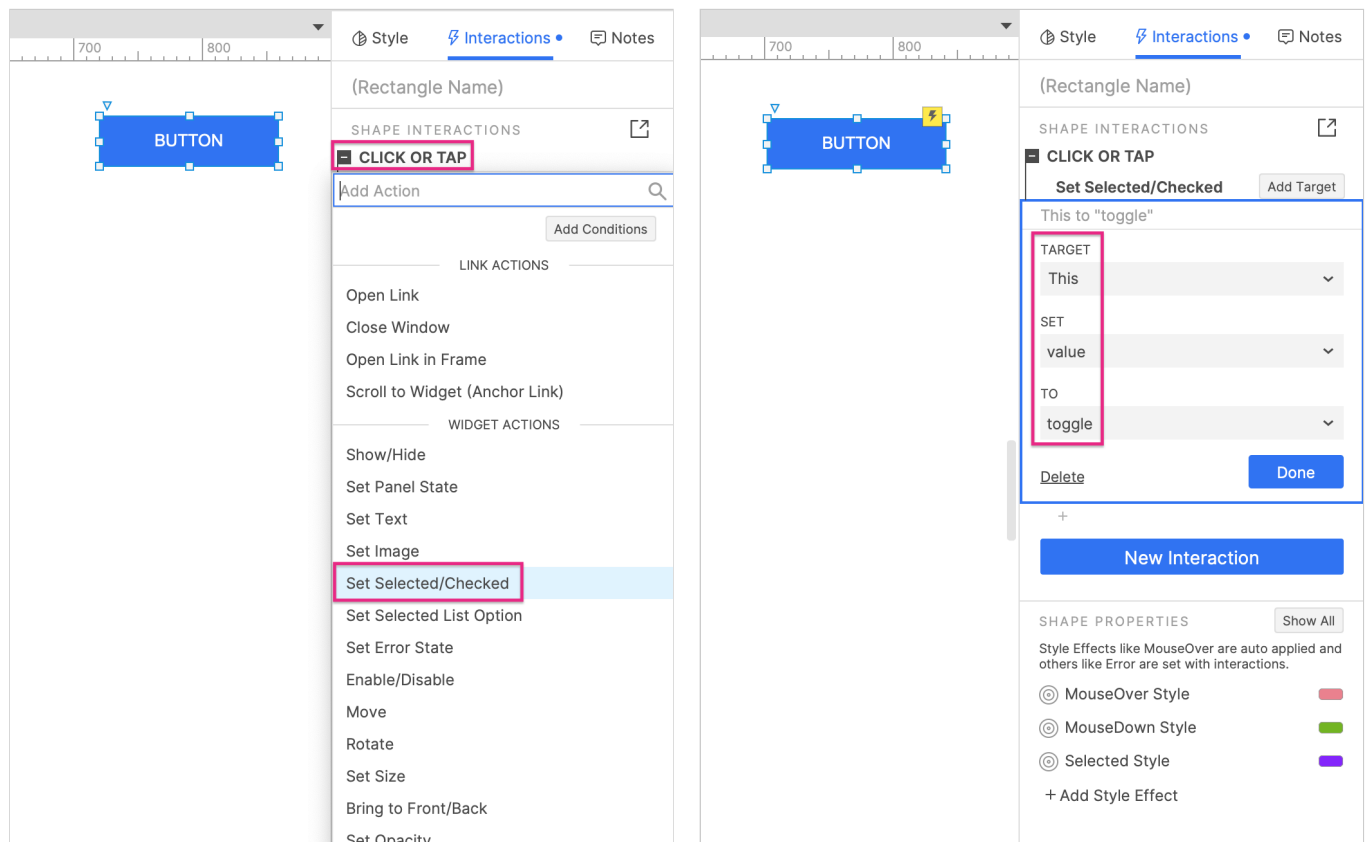 Style
Interactions
Notes
700
800
(Rectangle Name)
SHAPE INTERACTIONS
BUTTON
CLICK OR TAP
Add Action
Add Conditions
LINK ACTIONS
Open Link
Close Window
Open Link in Frame
Scroll to Widget (Anchor Link)
WIDGET ACTIONS
Show/Hide
Set Panel State
Set Text
Set Image
Set Selected/Checked
Set Selected List Option
Set Error State
Enable/Disable
Move
Rotate
Set Size
Bring to Front/Back
Set Opacity
Style
Interactions
Notes
700
800
(Rectangle Name)
SHAPE INTERACTIONS
BUTTON
CLICK OR TAP
Set Selected/Checked
Add Target
This to "toggle"
TARGET
This
SET
value
TO
toggle
Delete
Done
+
New Interaction
SHAPE PROPERTIES
Show All
Style Effects like MouseOver are auto applied and
others like Error are set with interactions.
MouseOver Style
MouseDown Style
Selected Style
+ Add Style Effect